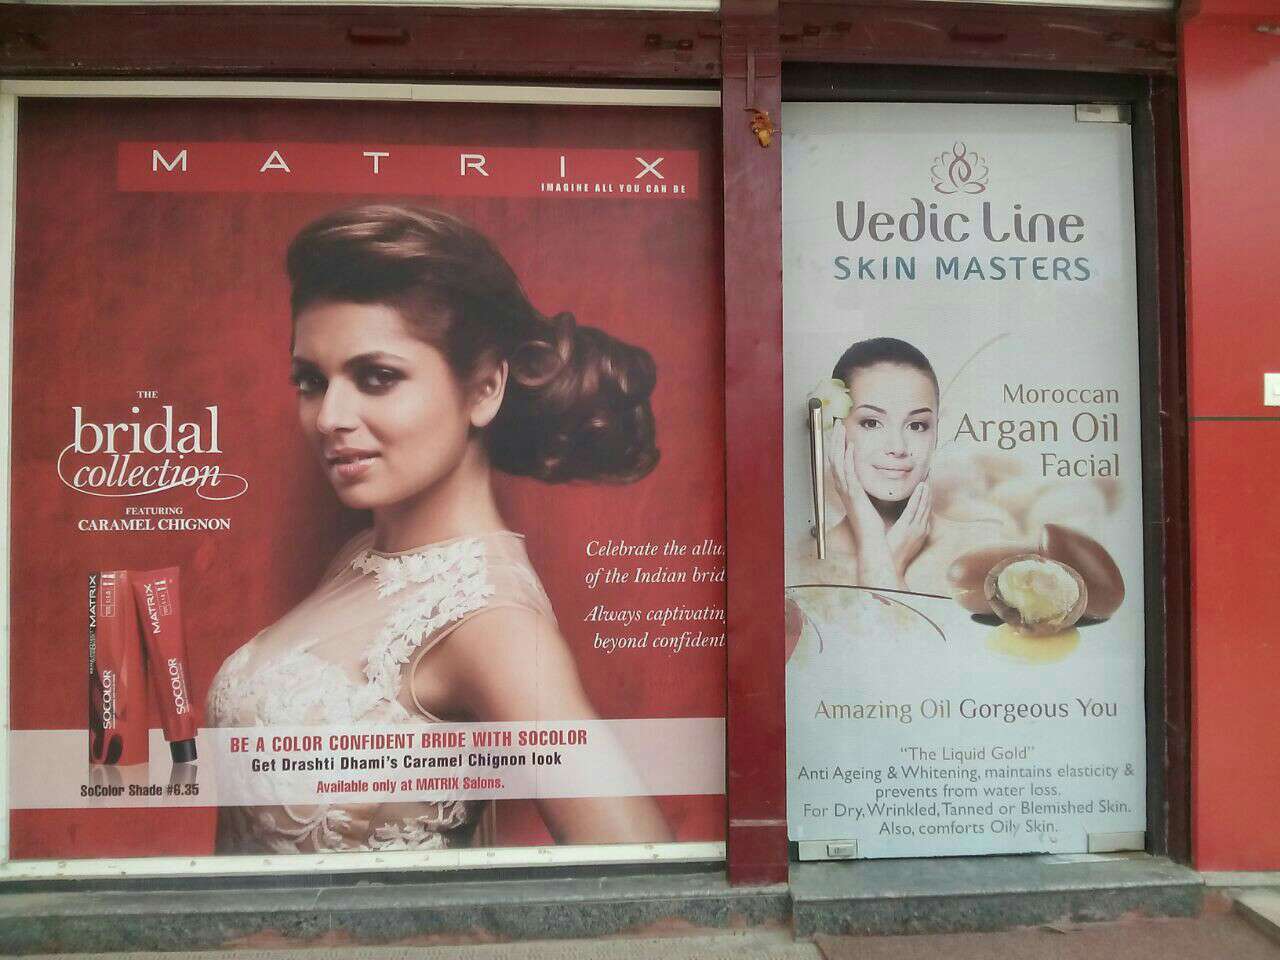 MATRIX
IMAGINE ALL YOU CAN BE
THE
bridal
collection
FEATURING
CARAMEL CHIGNON
Celebrate the allu
of the Indian brid
Always captivatin
beyond confident
MATRIX
SOCOLOR
MATRIX
SOCOLOR
SoColor Shade #6.35
BE A COLOR CONFIDENT BRIDE WITH SOCOLOR
Get Drashti Dhami's Caramel Chignon look
Available only at MATRIX Salons.
Vedic Line
SKIN MASTERS
Moroccan
Argan Oil
Facial
Amazing Oil Gorgeous You
"The Liquid Gold"
Anti Ageing & Whitening, maintains elasticity &
prevents from water loss.
For Dry, Wrinkled, Tanned or Blemished Skin.
Also, comforts Oily Skin.